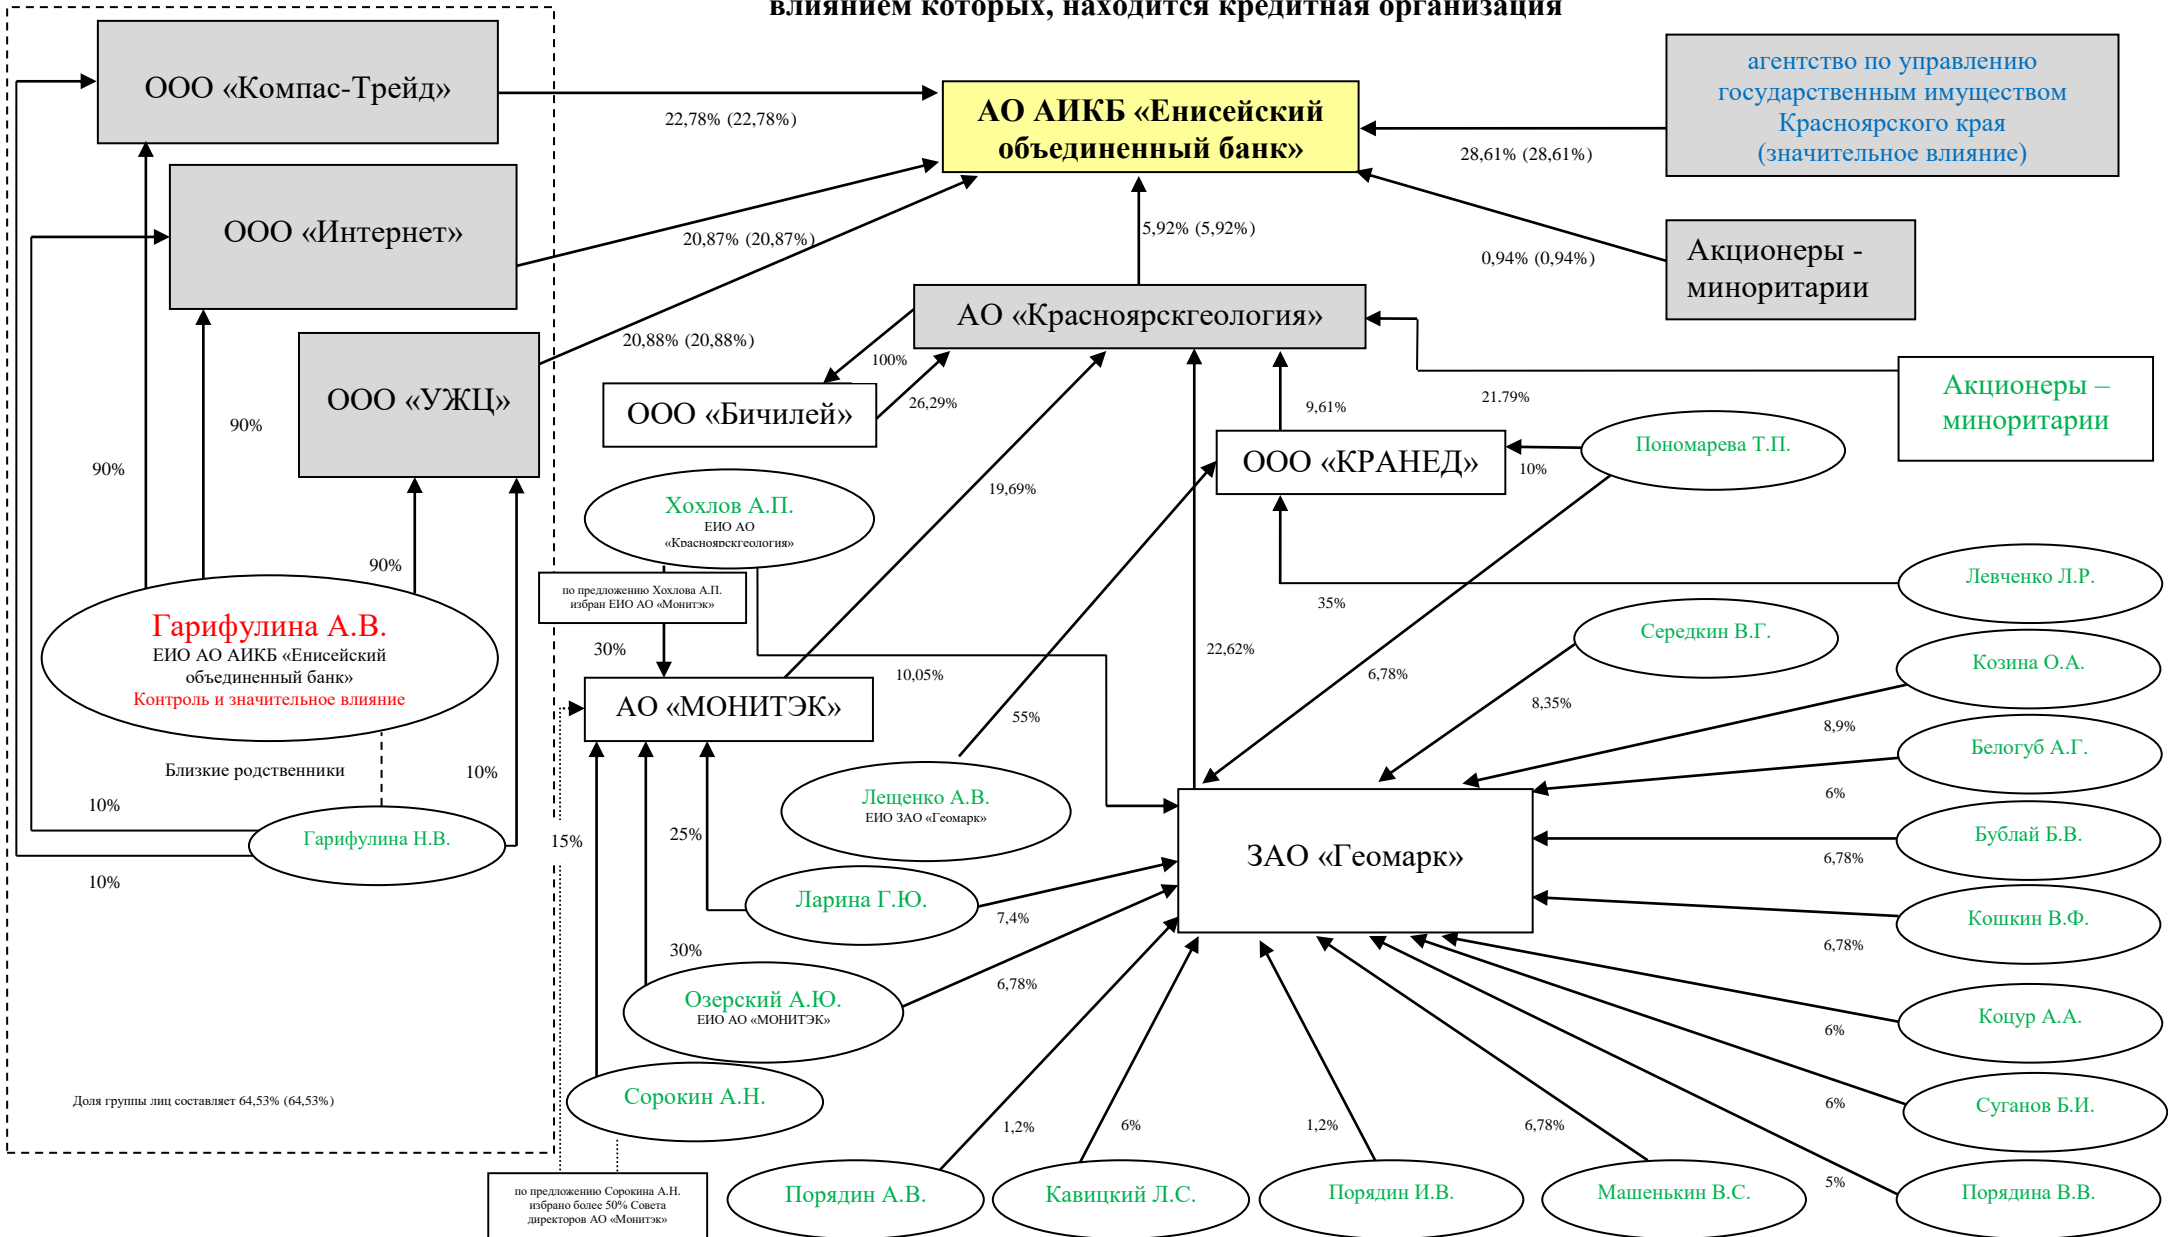 влиянием которых, находится кредитная организация
ООО «Компас-Трейд»
22,78% (22,78%)
АО АИКБ «Енисейский
объединенный банк»
агентство по управлению
государственным имуществом
Красноярского края
(значительное влияние)
28,61% (28,61%)
ООО «Интернет»
20,87% (20,87%)
5,92% (5,92%)
0,94% (0,94%)
Акционеры -
миноритарии
АО «Красноярскгеология»
ООО «УЖЦ»
20,88% (20,88%)
100%
26,29%
ООО «Бичилей»
9,61%
21.79%
Акционеры –
миноритарии
90%
90%
90%
ООО «КРАНЕД»
10%
Пономарева Т.П.
19,69%
Хохлов А.П.
ЕИО АО
«Красноярскгеология»
по предложению Хохлова А.П.
избран ЕИО АО «Монитэк»
30%
35%
Левченко Л.Р.
Гарифулина А.В.
ЕИО АО АИКБ «Енисейский
объединенный банк»
Контроль и значительное влияние
Середкин В.Г.
22,62%
6,78%
10,05%
8,35%
Козина О.А.
8,9%
АО «МОНИТЭК»
55%
Белогуб А.Г.
6%
Близкие родственники
10%
10%
10%
Гарифулина Н.В.
15%
25%
Лещенко А.В.
ЕИО ЗАО «Геомарк»
ЗАО «Геомарк»
Бублай Б.В.
6,78%
Ларина Г.Ю.
7,4%
Кошкин В.Ф.
6,78%
30%
Озерский А.Ю.
ЕИО АО «МОНИТЭК»
6,78%
Коцур А.А.
6%
Сорокин А.Н.
Доля группы лиц составляет 64,53% (64,53%)
Суганов Б.И.
6%
1,2%
6%
1,2%
6,78%
5%
по предложению Сорокина А.Н.
избрано более 50% Совета
директоров АО «Монитэк»
Порядин А.В.
Кавицкий Л.С.
Порядин И.В.
Машенькин В.С.
Порядина В.В.